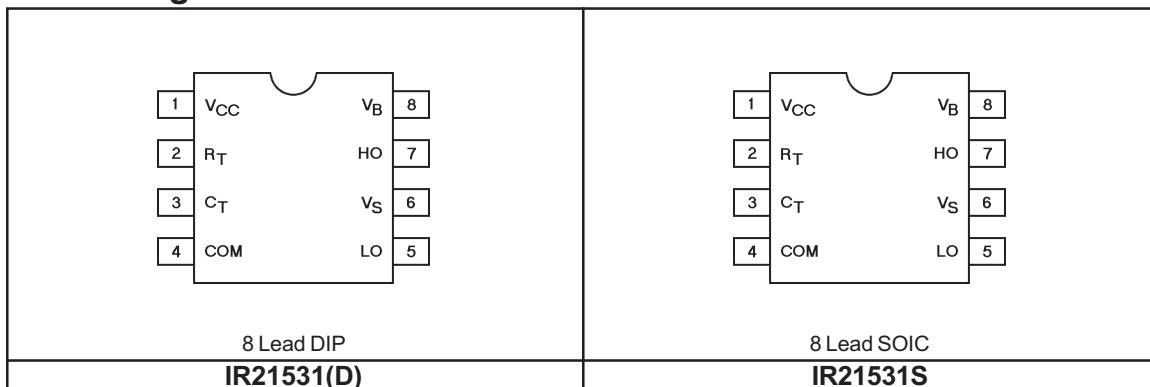 1 VCC VB 8
2 RT HO 7
3 CT VS 6
4 COM LO 5
8 Lead DIP
IR21531(D)
1 VCC VB 8
2 RT HO 7
3 CT VS 6
4 COM LO 5
8 Lead SOIC
IR21531S